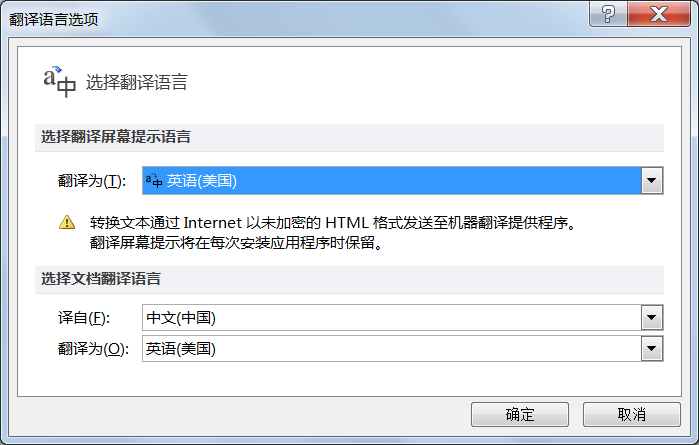 翻译语言选项
a中 选择翻译语言
选择翻译屏幕提示语言
翻译为(T): a中 英语(美国)
转换文本通过 Internet 以未加密的 HTML 格式发送至机器翻译提供程序。
翻译屏幕提示将在每次安装应用程序时保留。
选择文档翻译语言
译自(F): 中文(中国)
翻译为(O): 英语(美国)
确定 取消